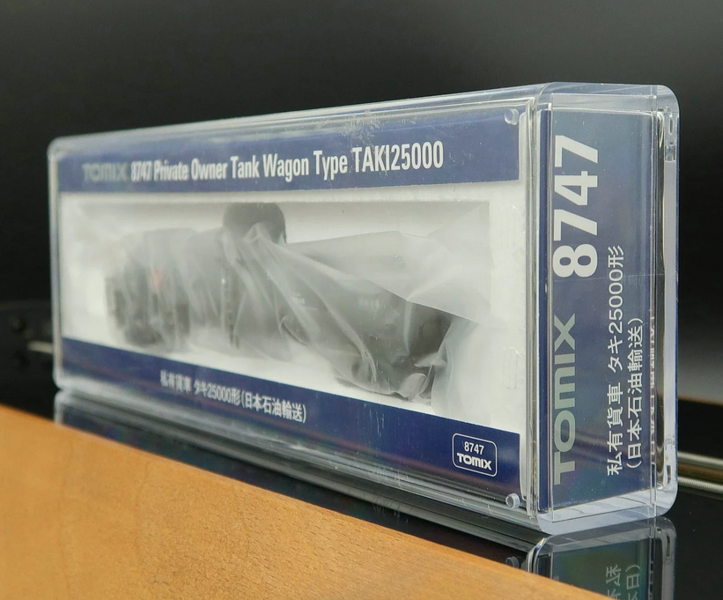 TOMIX 8747 Private Owner Tank Wagon Type TAKI25000
私有貨車 タキ25000形(日本石油輸送)
8747
TOMIX
TOMIX 8747
私有貨車 タキ25000形
(日本石油輸送)